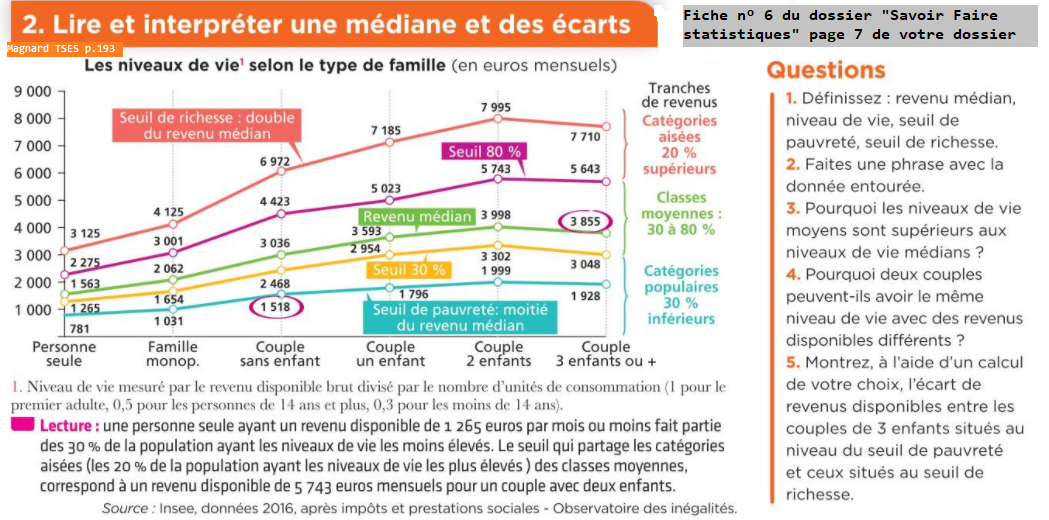 2. Lire et interpréter une médiane et des écarts
Magnard TSES p.193
Fiche nº 6 du dossier "Savoir Faire
statistiques" page 7 de votre dossier
Les niveaux de vie¹ selon le type de famille (en euros mensuels)
9 000
8 000
7 000
6 000
5 000
4 000
3 000
2 000
1 000
Seuil de richesse : double
du revenu médian
3 125
4 125
6 972
7 185
7 995
7 710
Seuil 80 %
2 275
3 001
4 423
5 023
5 743
5 643
Revenu médian
1 563
2 062
3 036
3 593
3 998
3 855
Seuil 30 %
1 265
1 654
2 468
2 954
3 302
3 048
Seuil de pauvreté: moitié
du revenu médian
781
1 031
1 518
1 796
1 999
1 928
Personne
seule
Famille
monop.
Couple
sans enfant
Couple
un enfant
Couple
2 enfants
Couple
3 enfants ou +
Tranches
de revenus
Catégories
aisées
20 %
supérieurs
Classes
moyennes :
30 à 80 %
Catégories
populaires
30 %
inférieurs
1. Niveau de vie mesuré par le revenu disponible brut divisé par le nombre d'unités de consommation (1 pour le
premier adulte, 0,5 pour les personnes de 14 ans et plus, 0,3 pour les moins de 14 ans).
Lecture : une personne seule ayant un revenu disponible de 1 265 euros par mois ou moins fait partie
des 30 % de la population ayant les niveaux de vie les moins élevés. Le seuil qui partage les catégories
aisées (les 20 % de la population ayant les niveaux de vie les plus élevés ) des classes moyennes,
correspond à un revenu disponible de 5 743 euros mensuels pour un couple avec deux enfants.
Source : Insee, données 2016, après impôts et prestations sociales - Observatoire des inégalités.
Questions
1. Définissez : revenu médian,
niveau de vie, seuil de
pauvreté, seuil de richesse.
2. Faites une phrase avec la
donnée entourée.
3. Pourquoi les niveaux de vie
moyens sont supérieurs aux
niveaux de vie médians ?
4. Pourquoi deux couples
peuvent-ils avoir le même
niveau de vie avec des revenus
disponibles différents ?
5. Montrez, à l'aide d'un calcul
de votre choix, l'écart de
revenus disponibles entre les
couples de 3 enfants situés au
niveau du seuil de pauvreté
et ceux situés au seuil de
richesse.